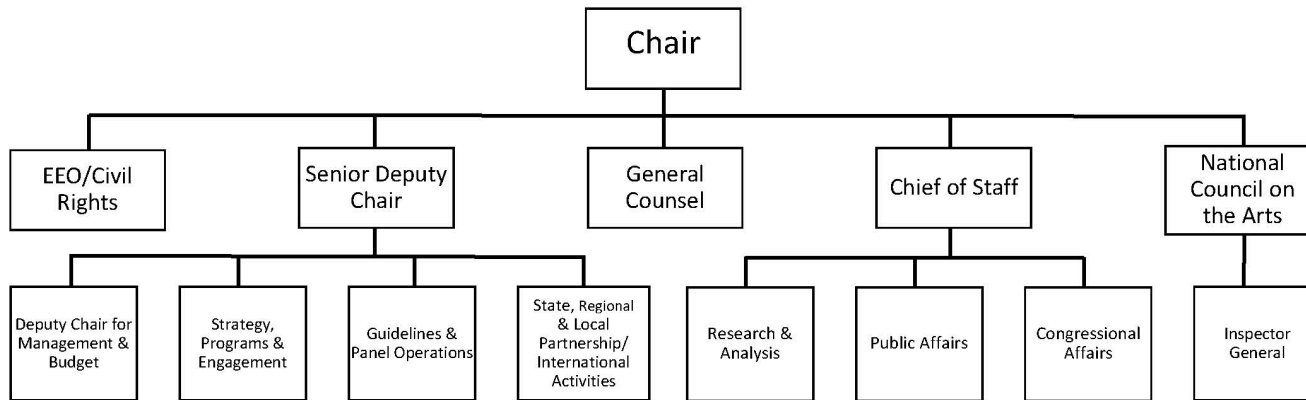 Chair
EEO/Civil
Rights
Senior Deputy
Chair
General
Counsel
Chief of Staff
National
Council on
the Arts
Deputy Chair for
Management &
Budget
Strategy,
Programs &
Engagement
Guidelines &
Panel Operations
State, Regional
& Local
Partnership/
International
Activities
Research &
Analysis
Public Affairs
Congressional
Affairs
Inspector
General